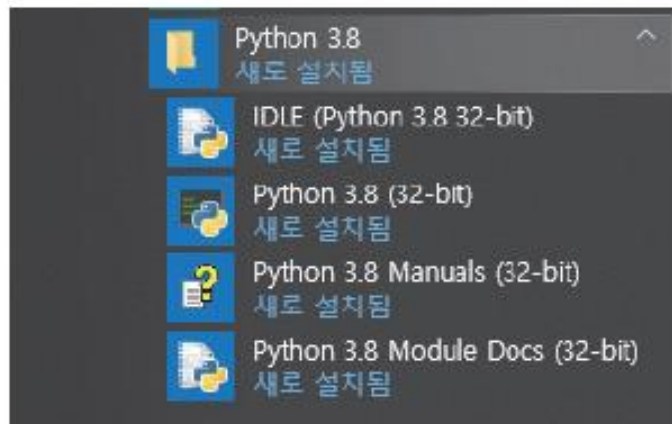 Python 3.8
새로 설치됨
IDLE (Python 3.8 32-bit)
새로 설치됨
Python 3.8 (32-bit)
새로 설치됨
Python 3.8 Manuals (32-bit)
새로 설치됨
Python 3.8 Module Docs (32-bit)
새로 설치됨